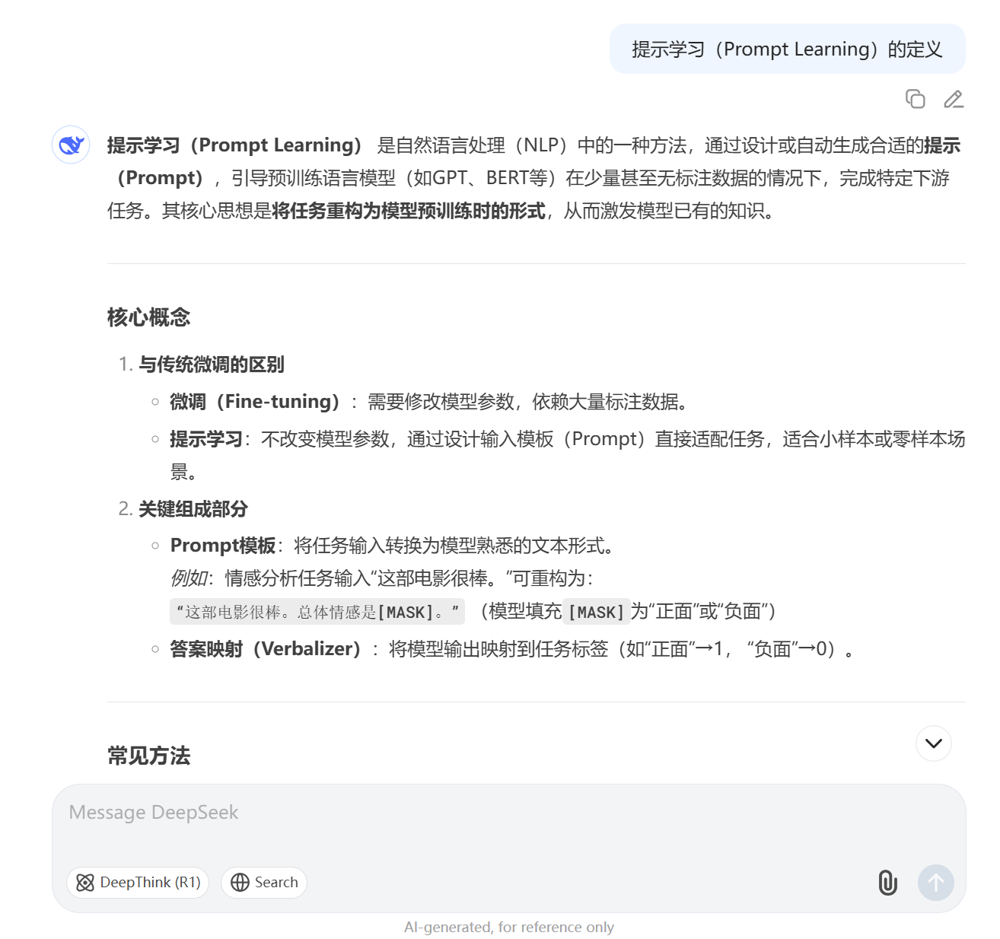 提示学习（Prompt Learning）的定义
提示学习（Prompt Learning） 是自然语言处理（NLP）中的一种方法，通过设计或自动生成合适的提示
（Prompt），引导预训练语言模型（如GPT、BERT等）在少量甚至无标注数据的情况下，完成特定下游
任务。其核心思想是将任务重构为模型预训练时的形式，从而激发模型已有的知识。
核心概念
1. 与传统微调的区别
◦ 微调（Fine-tuning）：需要修改模型参数，依赖大量标注数据。
◦ 提示学习：不改变模型参数，通过设计输入模板（Prompt）直接适配任务，适合小样本或零样本场
景。
2. 关键组成部分
◦ Prompt模板：将任务输入转换为模型熟悉的文本形式。
例如：情感分析任务输入“这部电影很棒。”可重构为：
“这部电影很棒。总体情感是[MASK]。” （模型填充[MASK]为“正面”或“负面”）
◦ 答案映射（Verbalizer）：将模型输出映射到任务标签（如“正面”→1，“负面”→0）。
常见方法
Message DeepSeek
DeepThink (R1) Search
AI-generated, for reference only